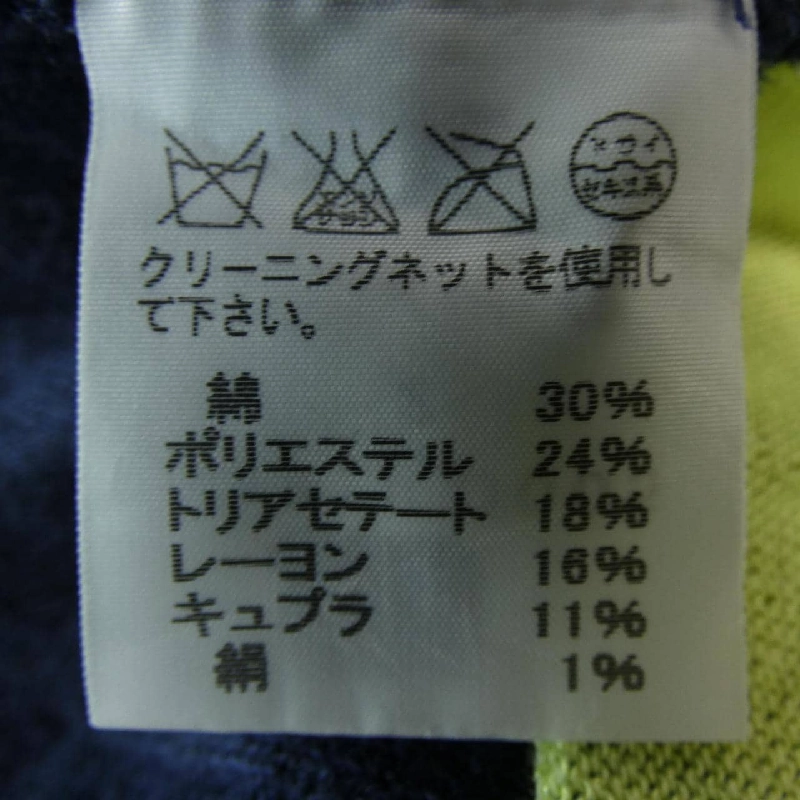 ドライ
セキユ系
クリーニングネットを使用し
て下さい。
綿 30%
ポリエステル 24%
トリアセテート 18%
レーヨン 16%
キュプラ 11%
絹 1%